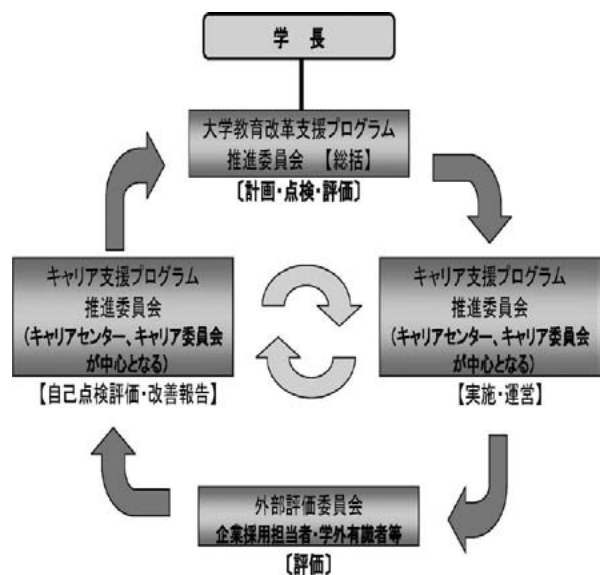 学 長
大学教育改革支援プログラム
推進委員会 【総括】
〔計画・点検・評価〕
キャリア支援プログラム
推進委員会
(キャリアセンター、キャリア委員会
が中心となる)
【自己点検評価・改善報告】
キャリア支援プログラム
推進委員会
(キャリアセンター、キャリア委員会
が中心となる)
【実施・運営】
外部評価委員会
企業採用担当者・学外有識者等
〔評価〕